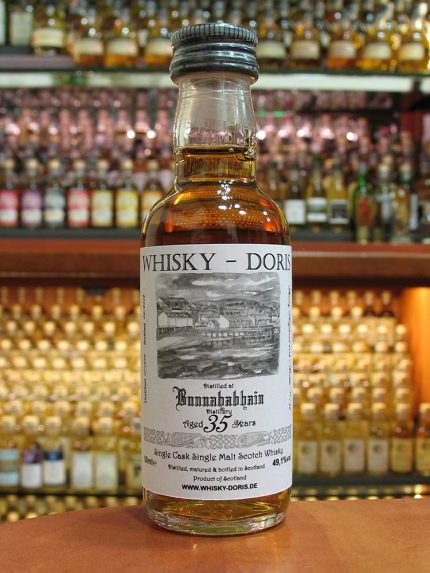 WHISKY – DORIS
Distilled at
Bunnahabhain
Distillery
Aged 35 Years
Single Cask Single Malt Scotch Whisky
49,1%
Distilled, matured & bottled in Scotland
Product of Scotland
WWW.WHISKY-DORIS.DE